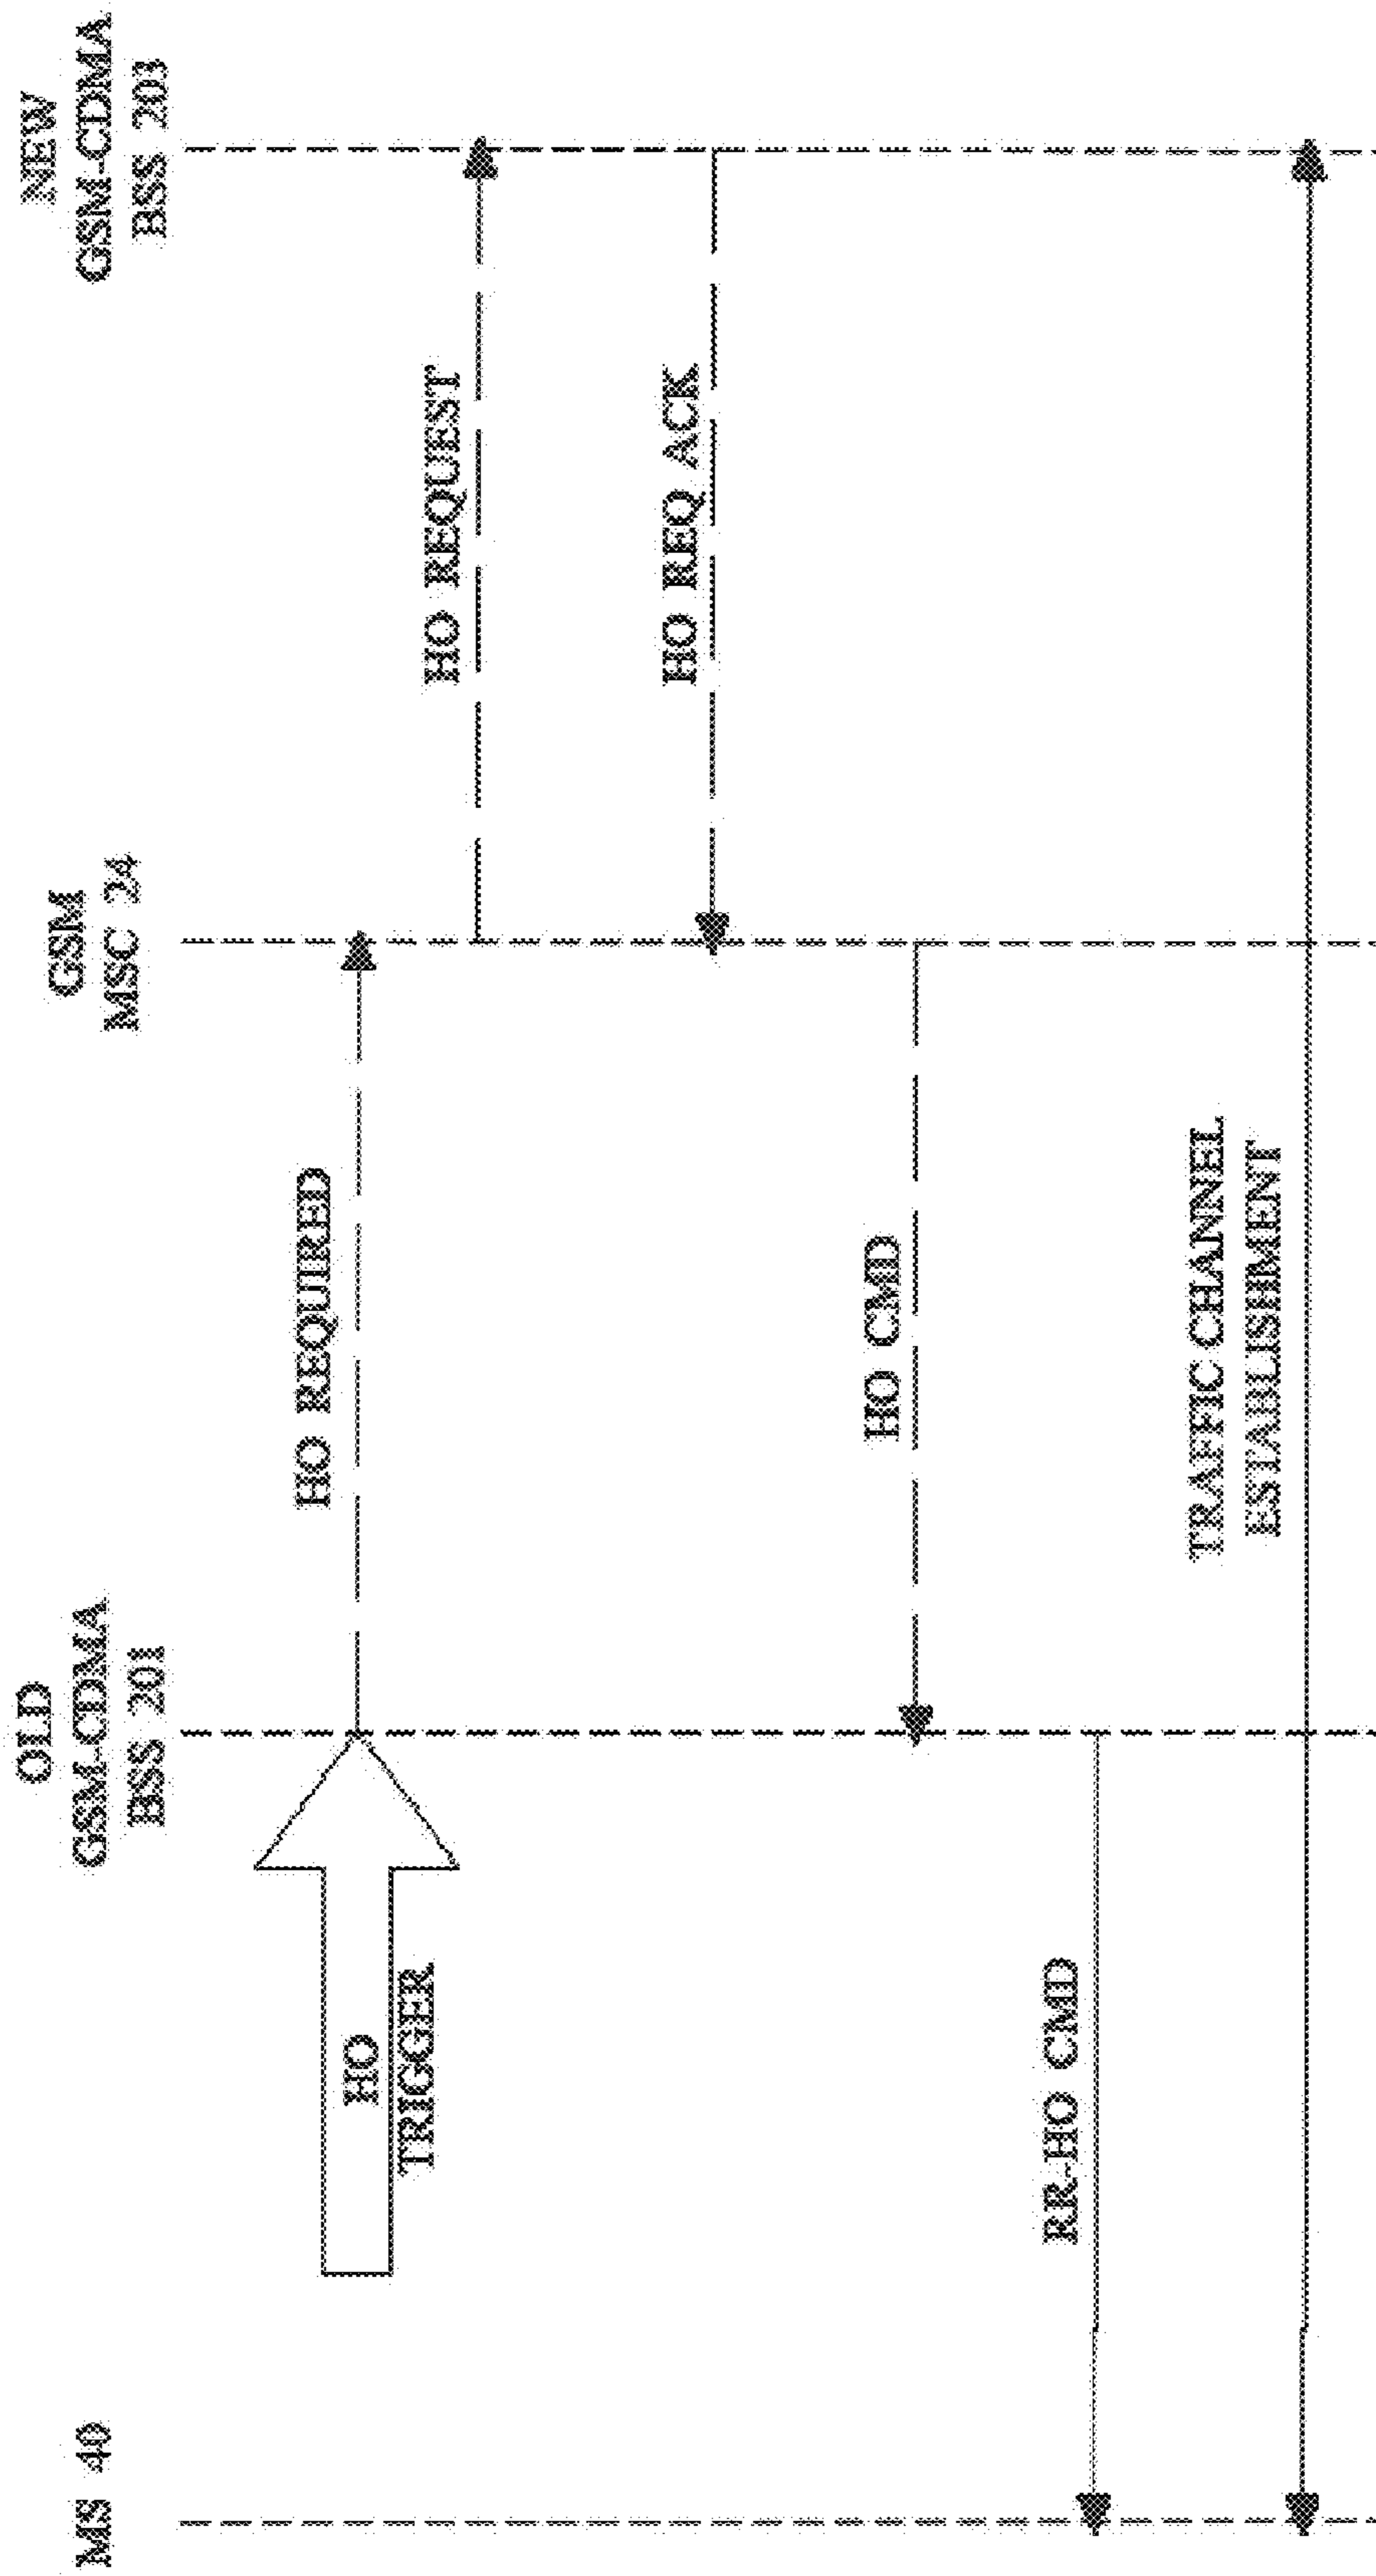 MS 40
OLD
GSM-CDMA
BSS 201
GSM
MSC 24
NEW
GSM-CDMA
BSS 203
HO
TRIGGER
HO REQUIRED
HO REQUEST
HO REQ ACK
HO CMD
RR-HO CMD
TRAFFIC CHANNEL
ESTABLISHMENT